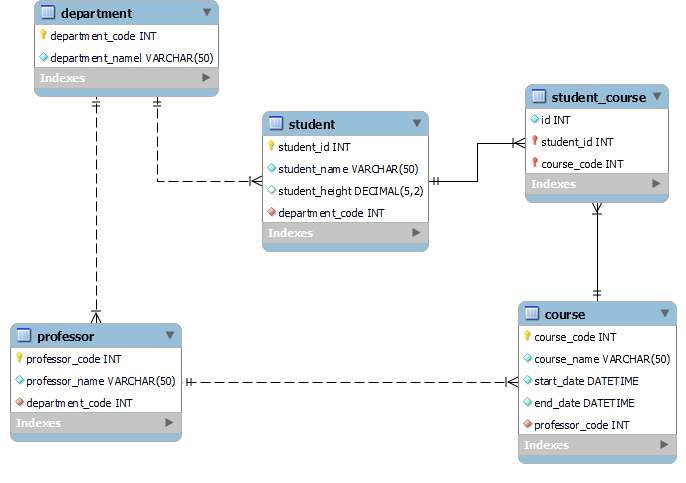 department
department_code INT
department_namel VARCHAR(50)
Indexes
student
student_id INT
student_name VARCHAR(50)
student_height DECIMAL(5,2)
department_code INT
Indexes
student_course
id INT
student_id INT
course_code INT
Indexes
professor
professor_code INT
professor_name VARCHAR(50)
department_code INT
Indexes
course
course_code INT
course_name VARCHAR(50)
start_date DATETIME
end_date DATETIME
professor_code INT
Indexes